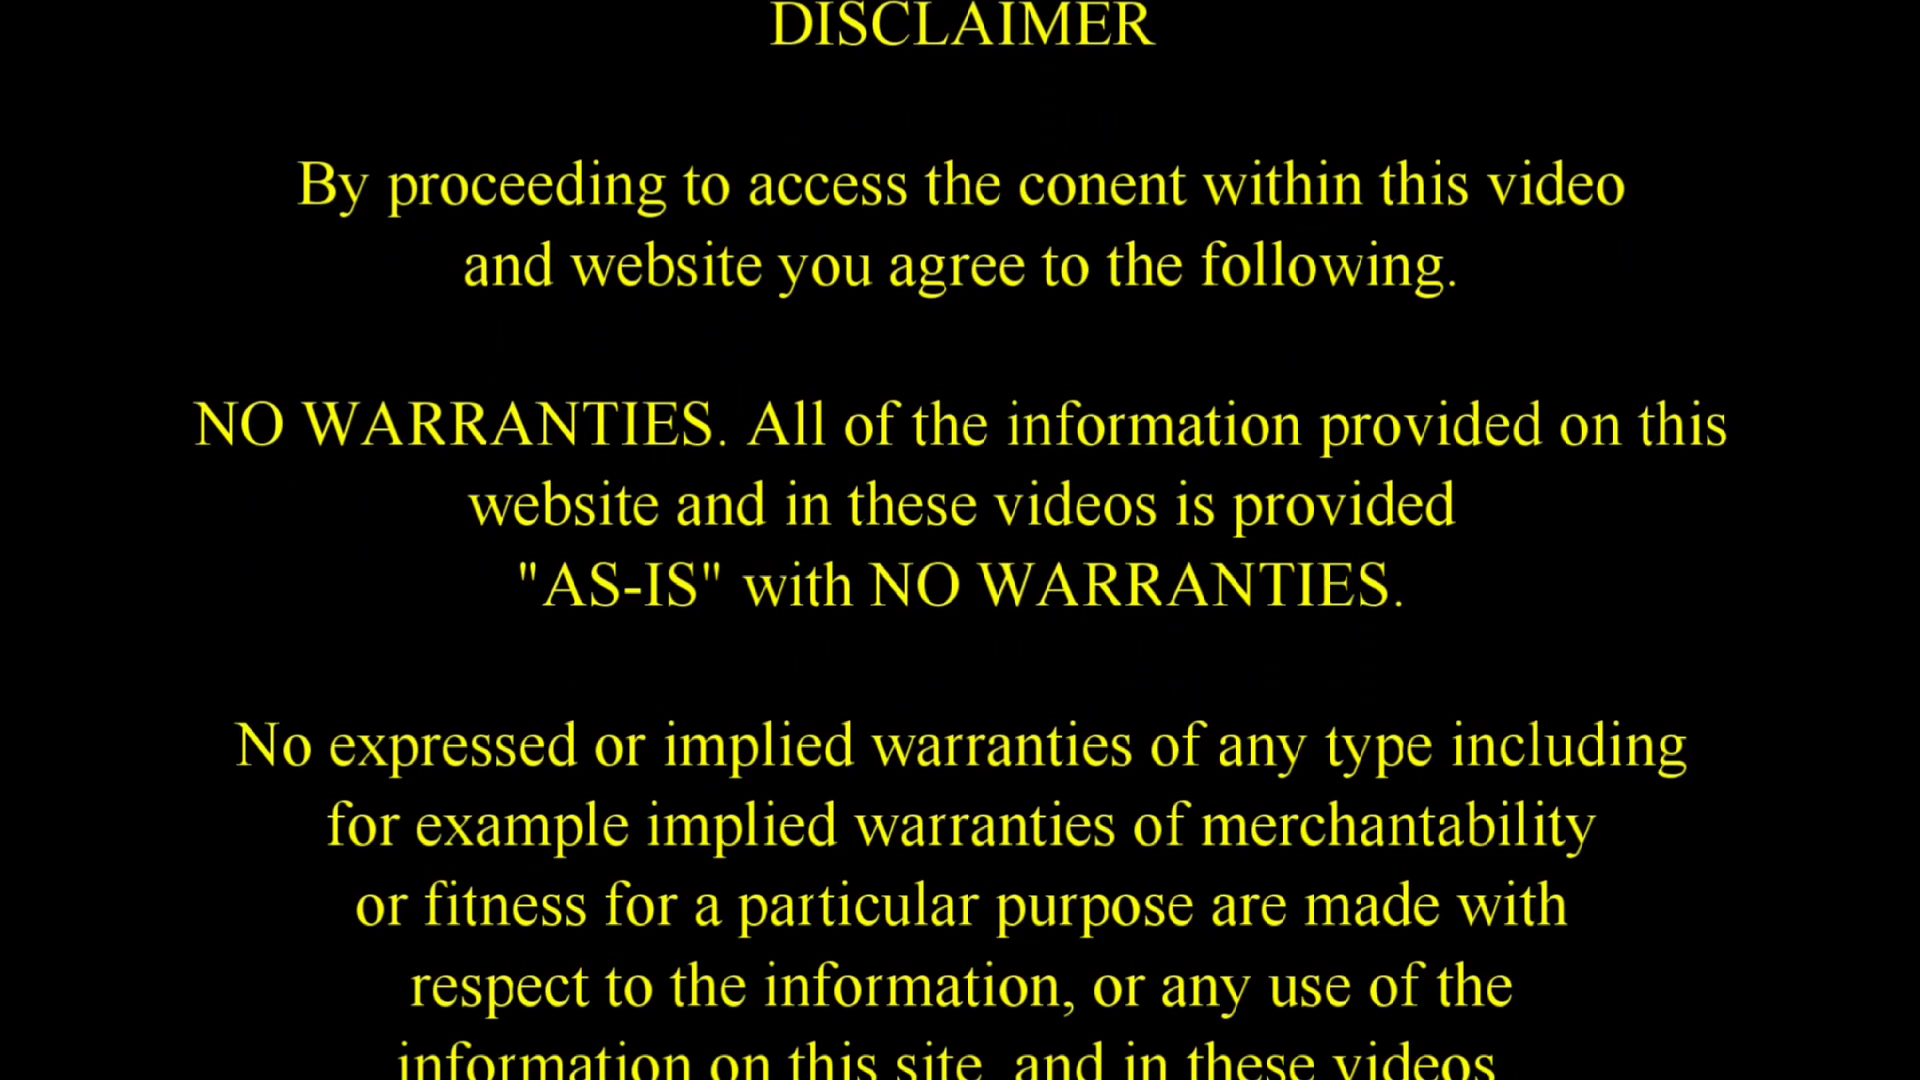 DISCLAIMER
By proceeding to access the conent within this video
and website you agree to the following.
NO WARRANTIES. All of the information provided on this
website and in these videos is provided
"AS-IS" with NO WARRANTIES.
No expressed or implied warranties of any type including
for example implied warranties of merchantability
or fitness for a particular purpose are made with
respect to the information, or any use of the
information on this site, and in these videos.